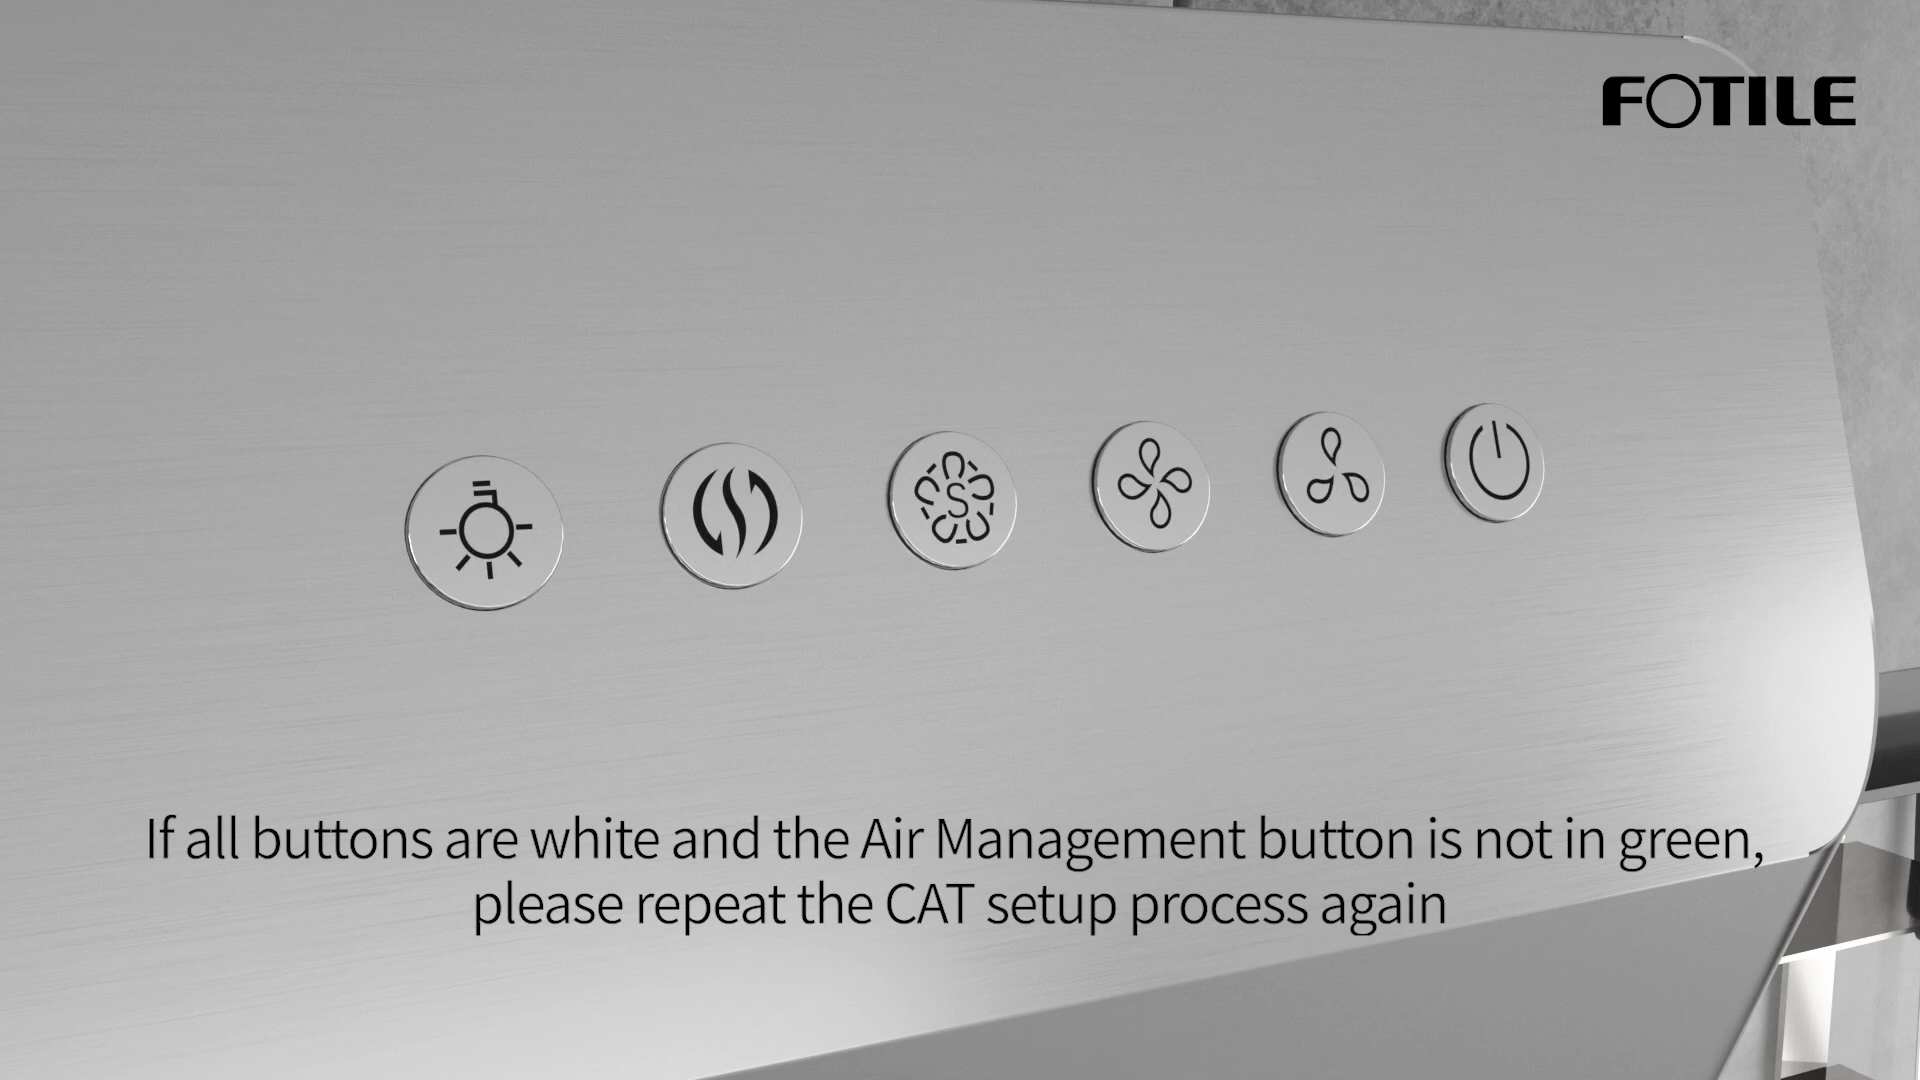 FOTILE
S
If all buttons are white and the Air Management button is not in green,
please repeat the CAT setup process again